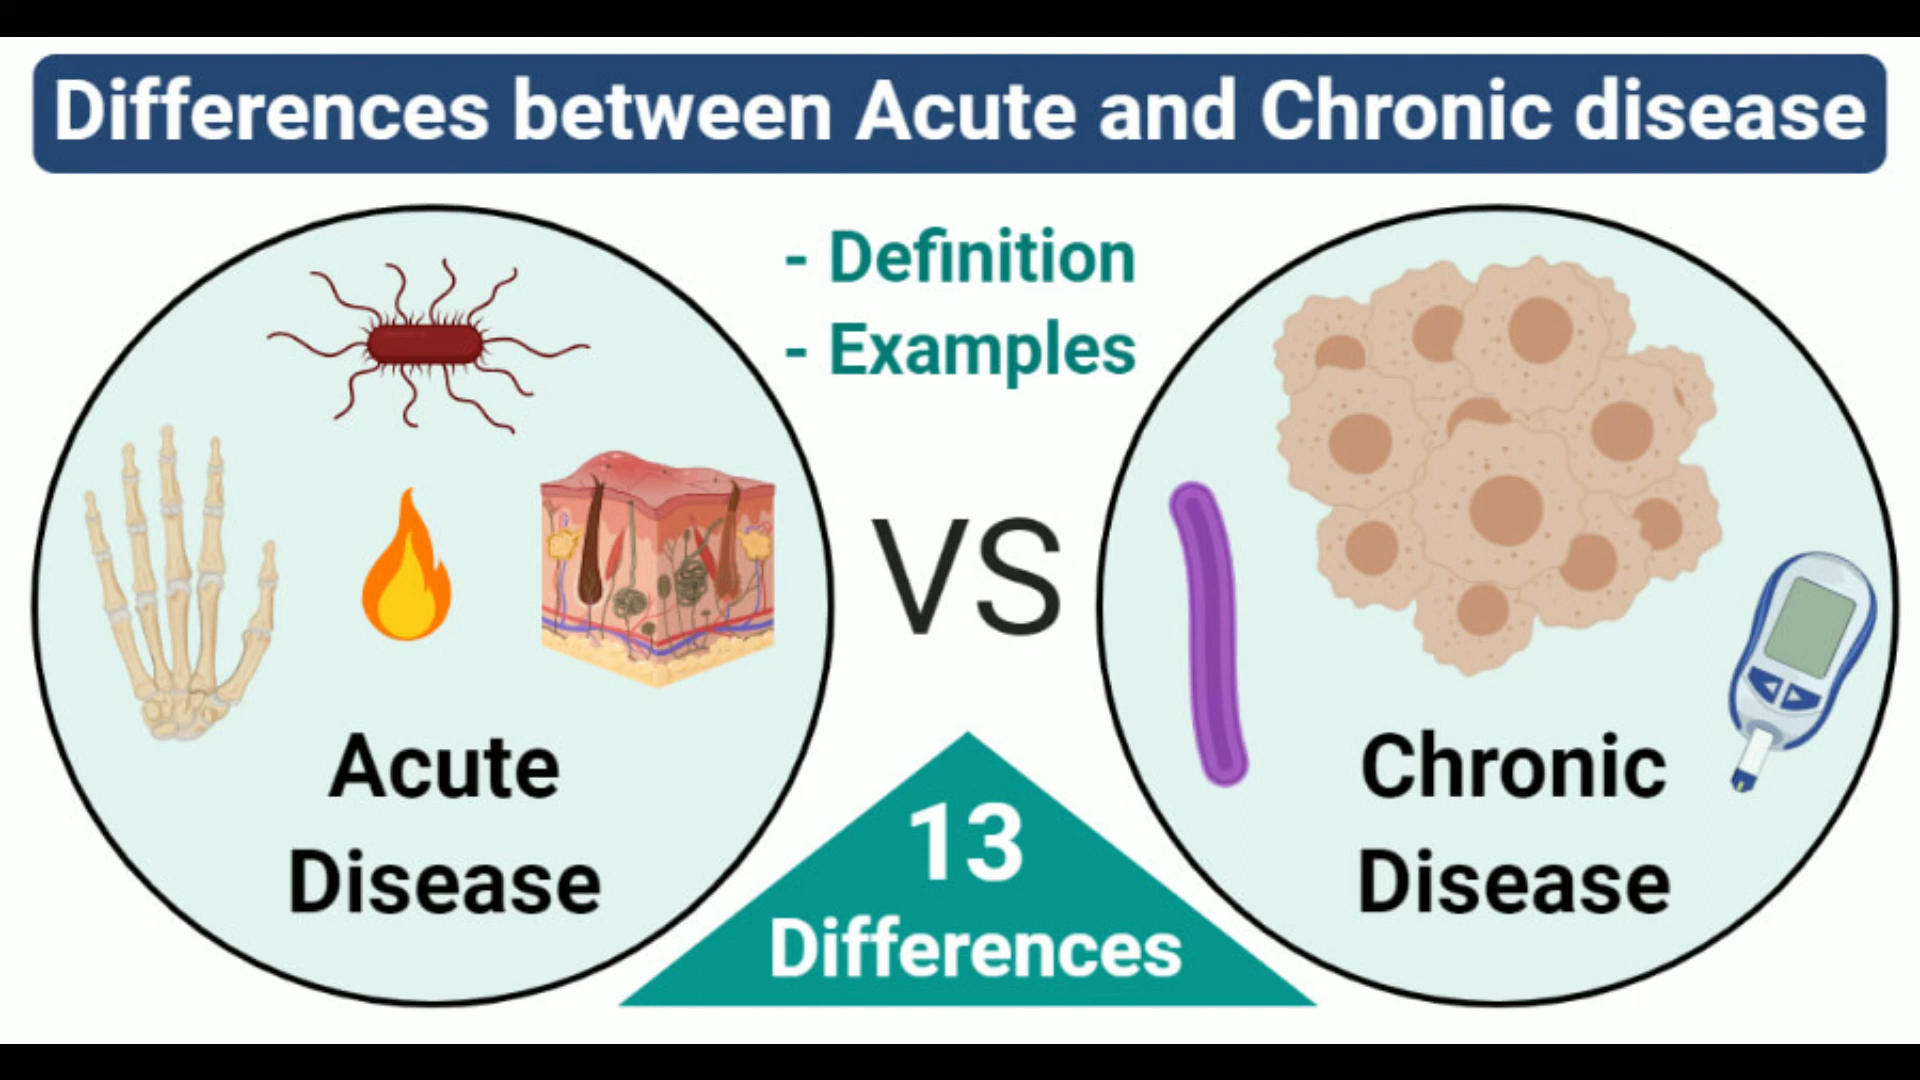 Differences between Acute and Chronic disease
- Definition
- Examples
VS
Acute
Disease
Chronic
Disease
13
Differences